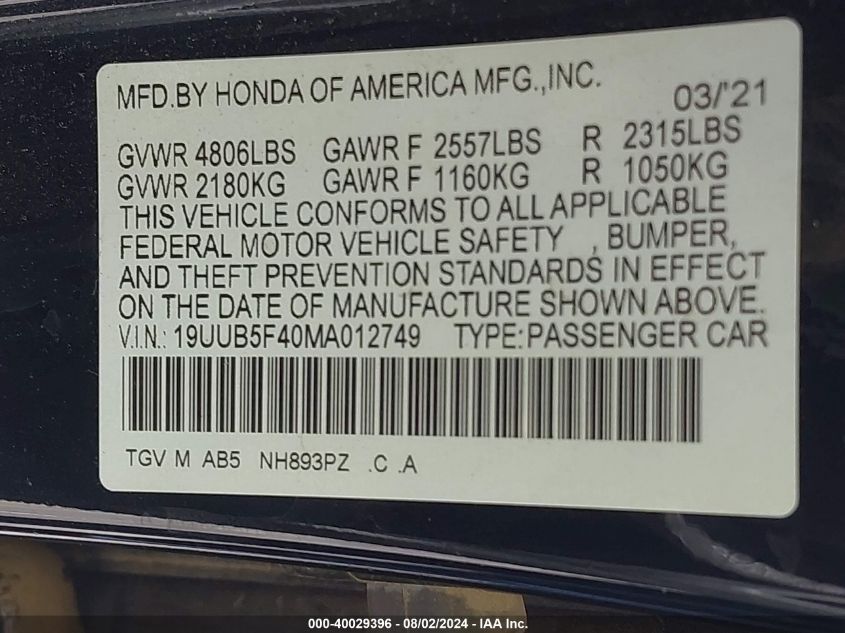 MFD.BY HONDA OF AMERICA MFG.,INC. 03/'21
GVWR 4806LBS GAWR F 2557LBS R 2315LBS
GVWR 2180KG GAWR F 1160KG R 1050KG
THIS VEHICLE CONFORMS TO ALL APPLICABLE
FEDERAL MOTOR VEHICLE SAFETY , BUMPER,
AND THEFT PREVENTION STANDARDS IN EFFECT
ON THE DATE OF MANUFACTURE SHOWN ABOVE.
V.I.N.: 19UUB5F40MA012749 TYPE:PASSENGER CAR
TGV M AB5 NH893PZ .C .A
000-40029396 - 08/02/2024 - IAA Inc.